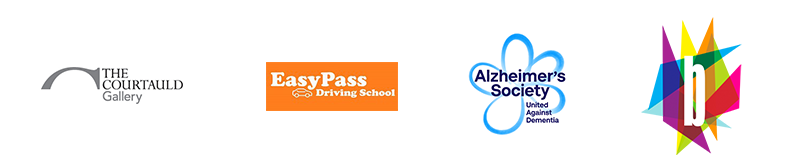 THE
COURTAULD
Gallery
EasyPass
Driving School
Alzheimer's
Society
United
Against
Dementia
b